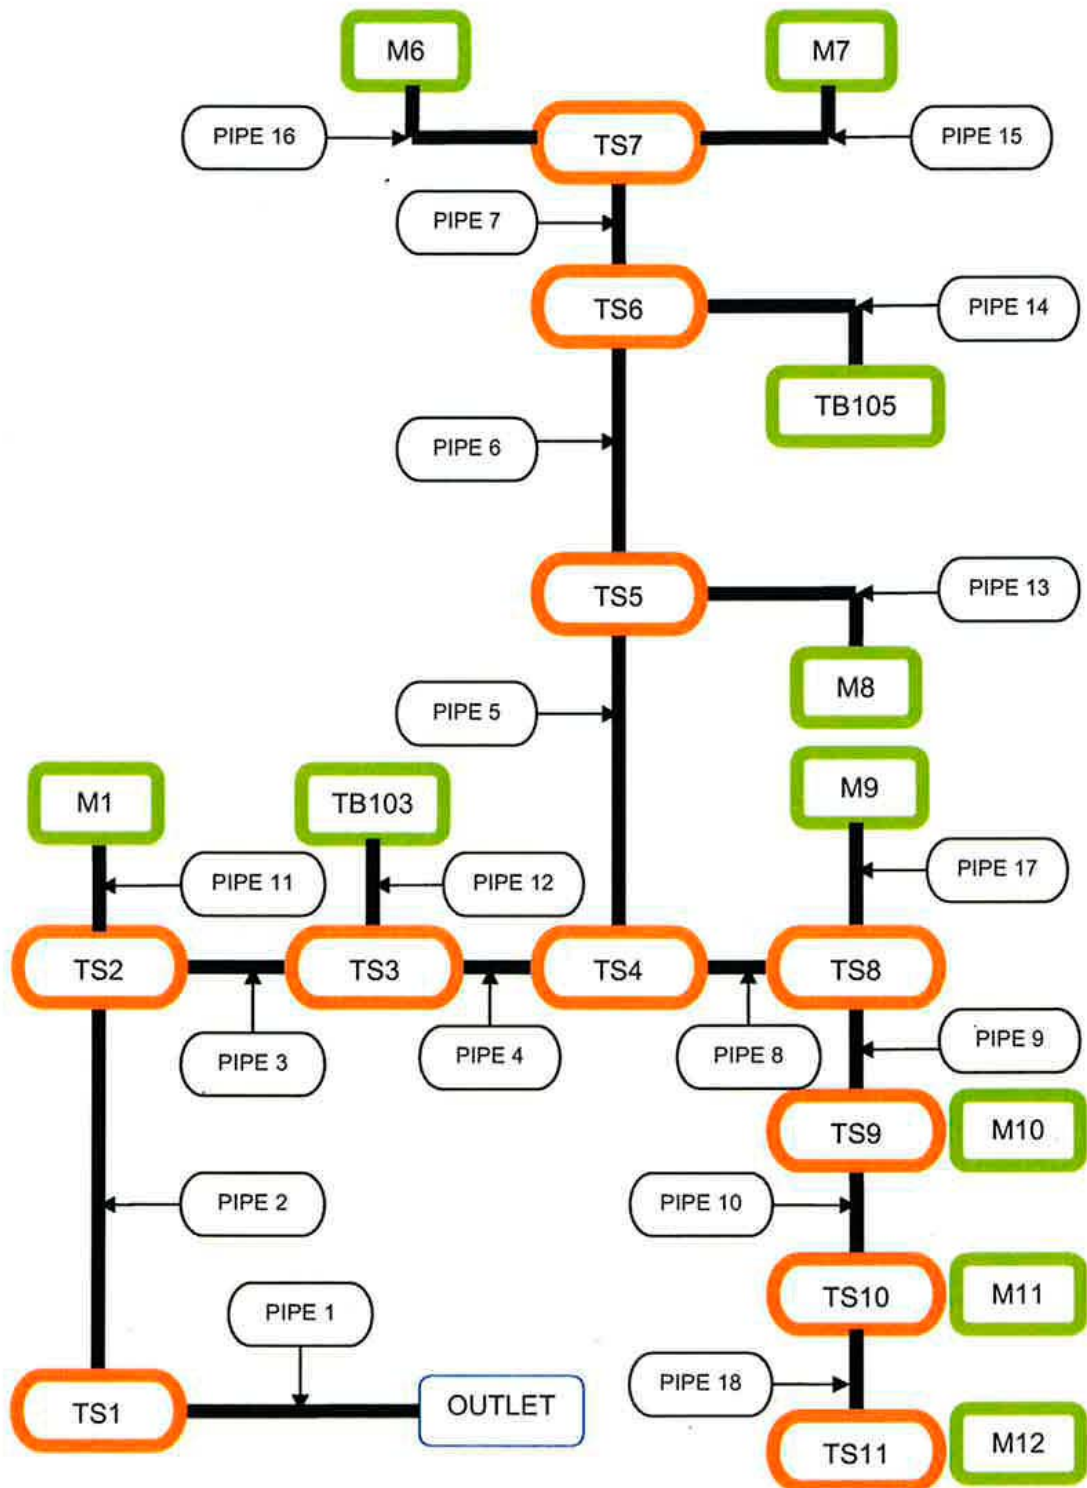 M6
M7
PIPE 16
TS7
PIPE 15
PIPE 7
TS6
PIPE 14
TB105
PIPE 6
TS5
PIPE 13
M8
PIPE 5
M9
M1
TB103
PIPE 11
PIPE 12
PIPE 17
TS2
TS3
TS4
TS8
PIPE 3
PIPE 4
PIPE 8
PIPE 9
TS9
M10
PIPE 2
PIPE 10
TS10
M11
PIPE 1
PIPE 18
TS1
OUTLET
TS11
M12